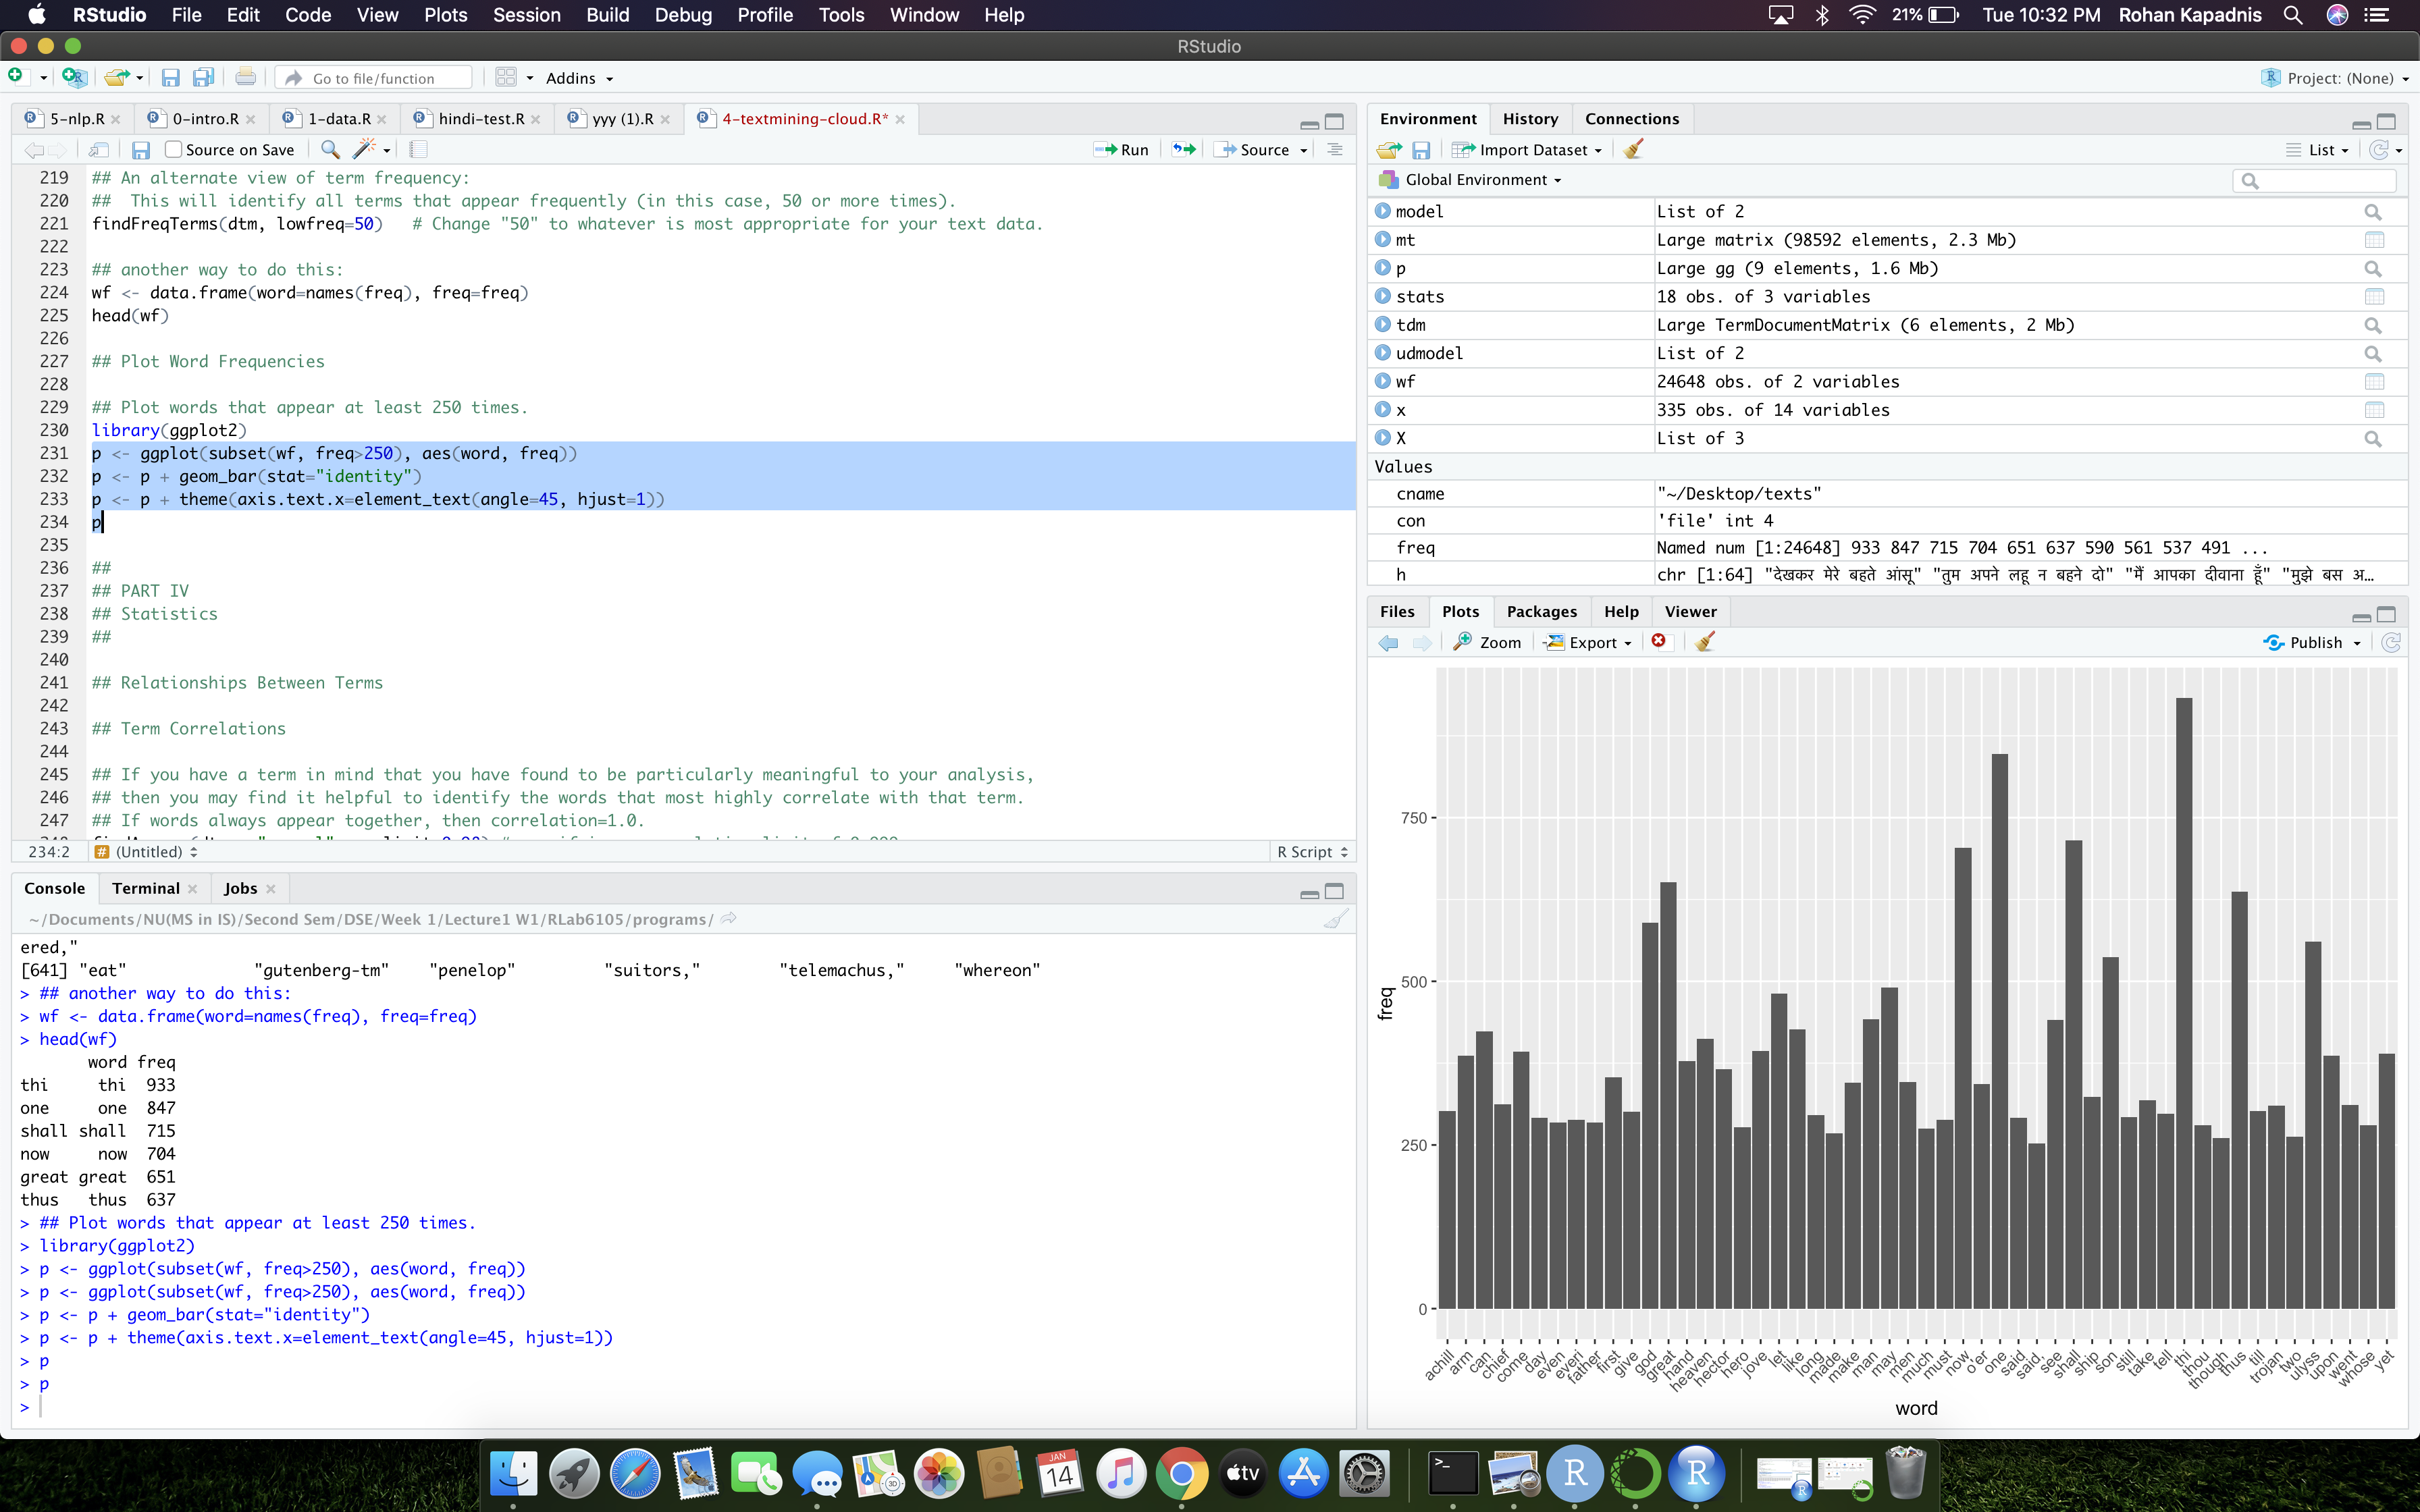 RStudio File Edit Code View Plots Session Build Debug Profile Tools Window Help 21% Tue 10:32 PM Rohan Kapadnis
RStudio
Go to file/function Addins Project: (None)
5-nlp.R 0-intro.R 1-data.R hindi-test.R yyy (1).R 4-textmining-cloud.R*
Source on Save Run Source
219 ## An alternate view of term frequency:
220 ##  This will identify all terms that appear frequently (in this case, 50 or more times).
221 findFreqTerms(dtm, lowfreq=50)   # Change "50" to whatever is most appropriate for your text data.
222
223 ## another way to do this:
224 wf <- data.frame(word=names(freq), freq=freq)
225 head(wf)
226
227 ## Plot Word Frequencies
228
229 ## Plot words that appear at least 250 times.
230 library(ggplot2)
231 p <- ggplot(subset(wf, freq>250), aes(word, freq))
232 p <- p + geom_bar(stat="identity")
233 p <- p + theme(axis.text.x=element_text(angle=45, hjust=1))
234 p
235
236 ##
237 ## PART IV
238 ## Statistics
239 ##
240
241 ## Relationships Between Terms
242
243 ## Term Correlations
244
245 ## If you have a term in mind that you have found to be particularly meaningful to your analysis,
246 ## then you may find it helpful to identify the words that most highly correlate with that term.
247 ## If words always appear together, then correlation=1.0.
234:2 # (Untitled) R Script
Console Terminal Jobs
~/Documents/NU(MS in IS)/Second Sem/DSE/Week 1/Lecture1 W1/RLab6105/programs/
ered,"
[641] "eat" "gutenberg-tm" "penelop" "suitors," "telemachus," "whereon"
> ## another way to do this:
> wf <- data.frame(word=names(freq), freq=freq)
> head(wf)
word freq
thi thi 933
one one 847
shall shall 715
now now 704
great great 651
thus thus 637
> ## Plot words that appear at least 250 times.
> library(ggplot2)
> p <- ggplot(subset(wf, freq>250), aes(word, freq))
> p <- ggplot(subset(wf, freq>250), aes(word, freq))
> p <- p + geom_bar(stat="identity")
> p <- p + theme(axis.text.x=element_text(angle=45, hjust=1))
> p
> p
>
Environment History Connections
Import Dataset List
Global Environment
model List of 2
mt Large matrix (98592 elements, 2.3 Mb)
p Large gg (9 elements, 1.6 Mb)
stats 18 obs. of 3 variables
tdm Large TermDocumentMatrix (6 elements, 2 Mb)
udmodel List of 2
wf 24648 obs. of 2 variables
x 335 obs. of 14 variables
X List of 3
Values
cname "~/Desktop/texts"
con 'file' int 4
freq Named num [1:24648] 933 847 715 704 651 637 590 561 537 491 ...
h chr [1:64] "देखकर मेरे बहते आंसू" "तुम अपने लहू न बहने दो" "मैं आपका दीवाना हूँ" "मुझे बस अ...
Files Plots Packages Help Viewer
Zoom Export Publish
750
500
250
0
freq
achill arm can chief come day even everi father first give god great hand heaven hector hero jove let like long made make man may men much must now o'er one said said, see shall ship son still take tell thi thou though thus till trojan two ulyss upon went whose yet
word
JAN
14
tv